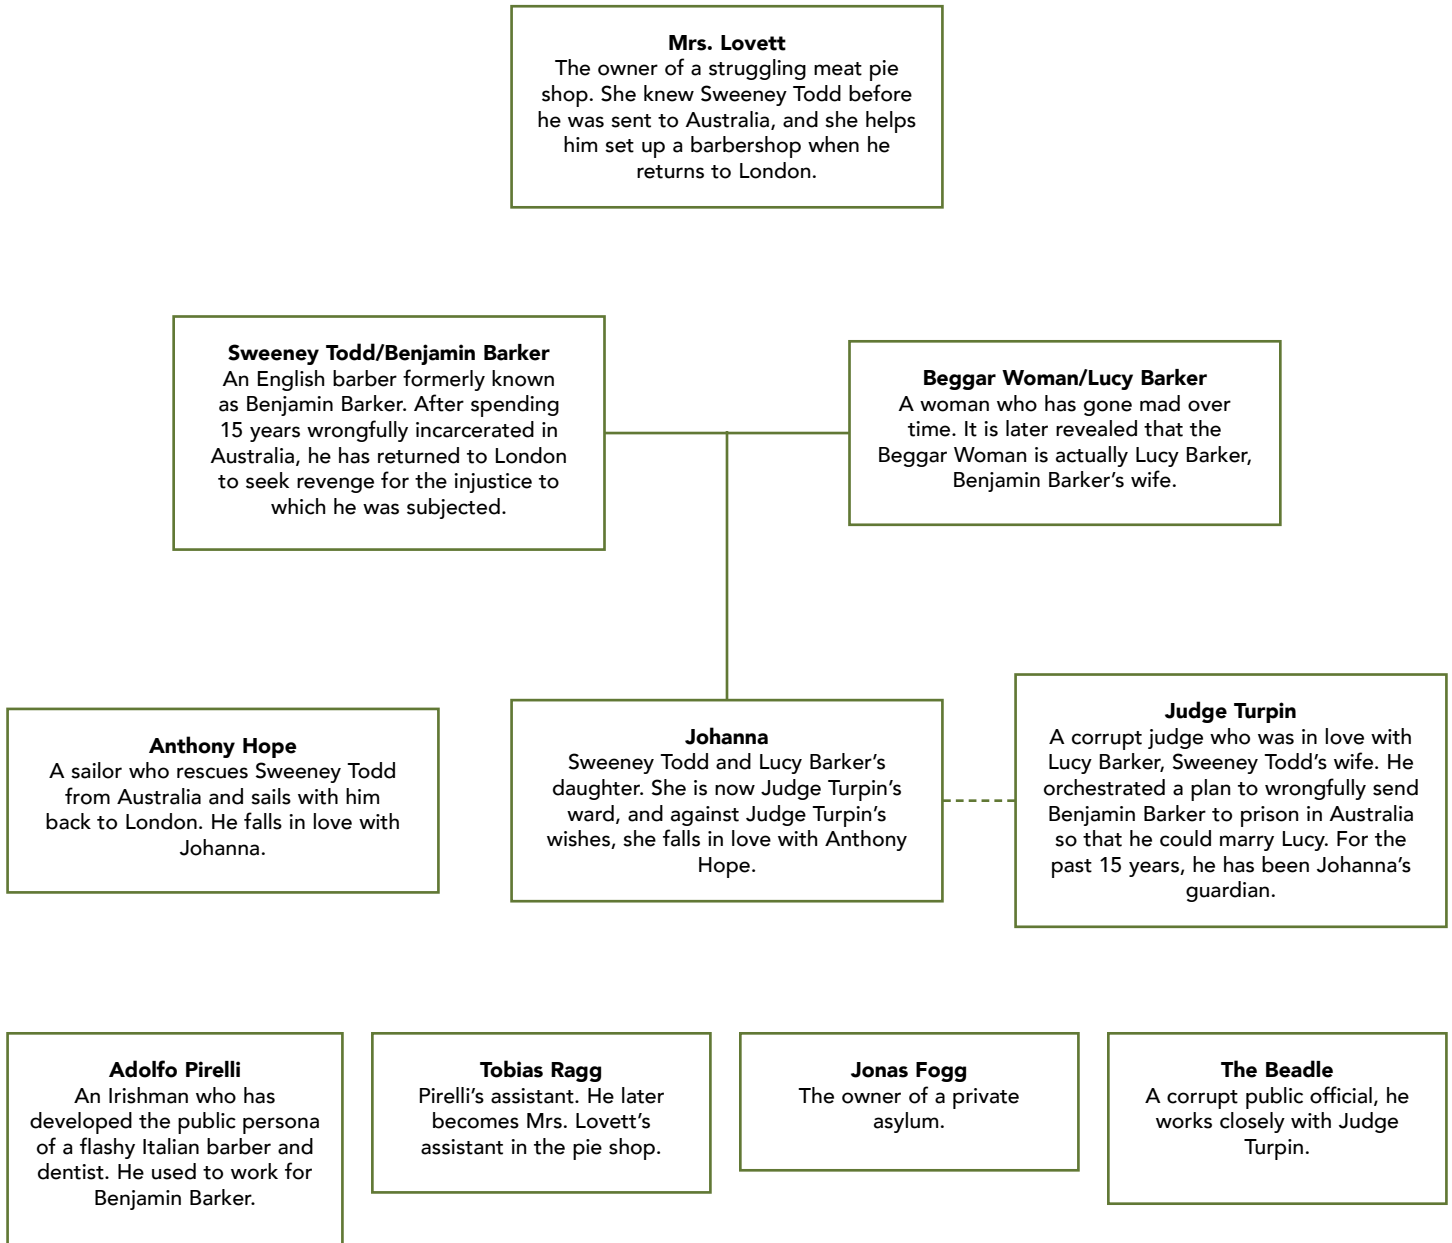 Mrs. Lovett
The owner of a struggling meat pie
shop. She knew Sweeney Todd before
he was sent to Australia, and she helps
him set up a barbershop when he
returns to London.
Sweeney Todd/Benjamin Barker
An English barber formerly known
as Benjamin Barker. After spending
15 years wrongfully incarcerated in
Australia, he has returned to London
to seek revenge for the injustice to
which he was subjected.
Beggar Woman/Lucy Barker
A woman who has gone mad over
time. It is later revealed that the
Beggar Woman is actually Lucy Barker,
Benjamin Barker’s wife.
Anthony Hope
A sailor who rescues Sweeney Todd
from Australia and sails with him
back to London. He falls in love with
Johanna.
Johanna
Sweeney Todd and Lucy Barker’s
daughter. She is now Judge Turpin’s
ward, and against Judge Turpin’s
wishes, she falls in love with Anthony
Hope.
Judge Turpin
A corrupt judge who was in love with
Lucy Barker, Sweeney Todd’s wife. He
orchestrated a plan to wrongfully send
Benjamin Barker to prison in Australia
so that he could marry Lucy. For the
past 15 years, he has been Johanna’s
guardian.
Adolfo Pirelli
An Irishman who has
developed the public persona
of a flashy Italian barber and
dentist. He used to work for
Benjamin Barker.
Tobias Ragg
Pirelli’s assistant. He later
becomes Mrs. Lovett’s
assistant in the pie shop.
Jonas Fogg
The owner of a private
asylum.
The Beadle
A corrupt public official, he
works closely with Judge
Turpin.